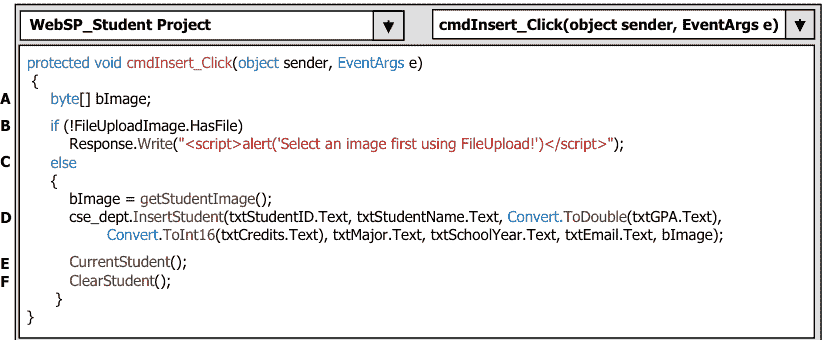 WebSP_Student Project cmdInsert_Click(object sender, EventArgs e)
protected void cmdInsert_Click(object sender, EventArgs e)
{
A byte[] bImage;
B if (!FileUploadImage.HasFile)
Response.Write("<script>alert('Select an image first using FileUpload!')</script>");
C else
{
bImage = getStudentImage();
D cse_dept.InsertStudent(txtStudentID.Text, txtStudentName.Text, Convert.ToDouble(txtGPA.Text),
Convert.ToInt16(txtCredits.Text), txtMajor.Text, txtSchoolYear.Text, txtEmail.Text, bImage);
E CurrentStudent();
F ClearStudent();
}
}